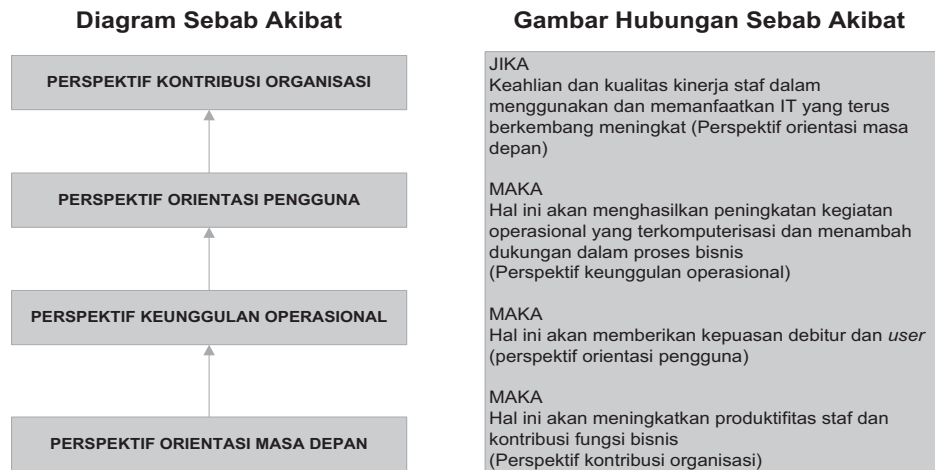 Diagram Sebab Akibat
PERSPEKTIF KONTRIBUSI ORGANISASI
PERSPEKTIF ORIENTASI PENGGUNA
PERSPEKTIF KEUNGGULAN OPERASIONAL
PERSPEKTIF ORIENTASI MASA DEPAN
Gambar Hubungan Sebab Akibat
JIKA
Keahlian dan kualitas kinerja staf dalam
menggunakan dan memanfaatkan IT yang terus
berkembang meningkat (Perspektif orientasi masa
depan)
MAKA
Hal ini akan menghasilkan peningkatan kegiatan
operasional yang terkomputerisasi dan menambah
dukungan dalam proses bisnis
(Perspektif keunggulan operasional)
MAKA
Hal ini akan memberikan kepuasan debitur dan user
(perspektif orientasi pengguna)
MAKA
Hal ini akan meningkatkan produktifitas staf dan
kontribusi fungsi bisnis
(Perspektif kontribusi organisasi)